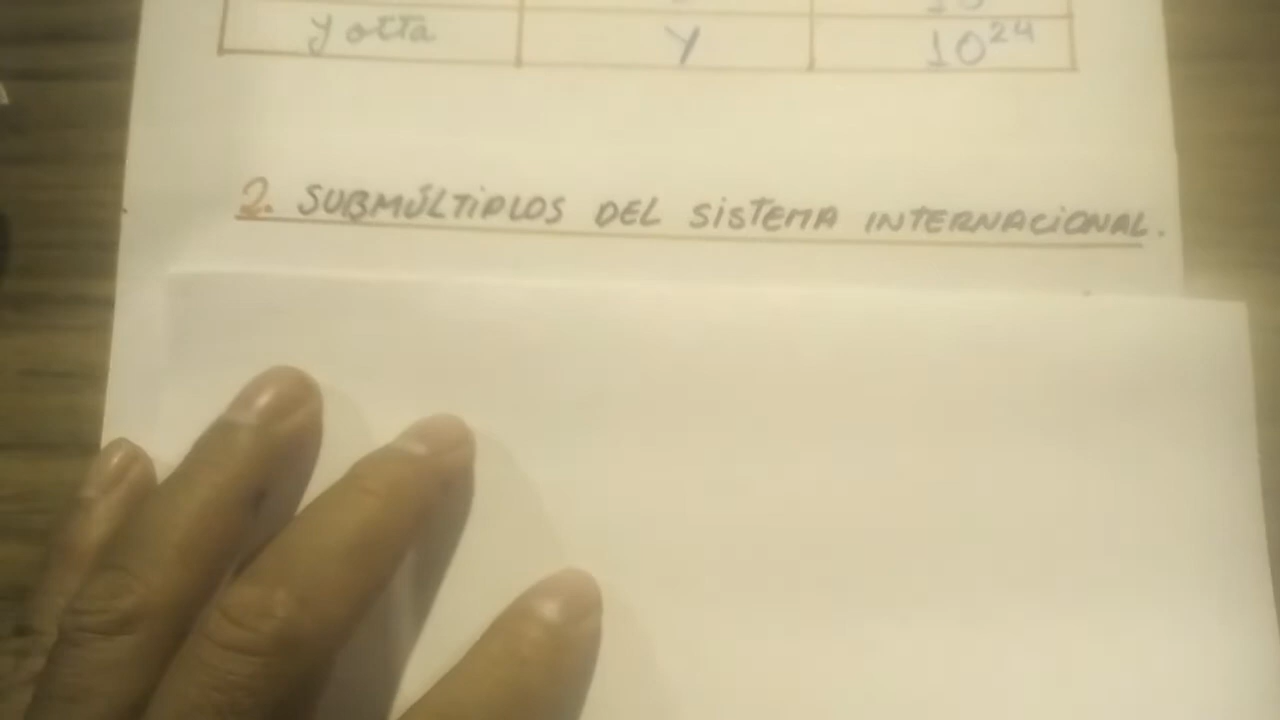 yotta Y 10²⁴
2. SUBMÚLTIPLOS DEL SISTEMA INTERNACIONAL.